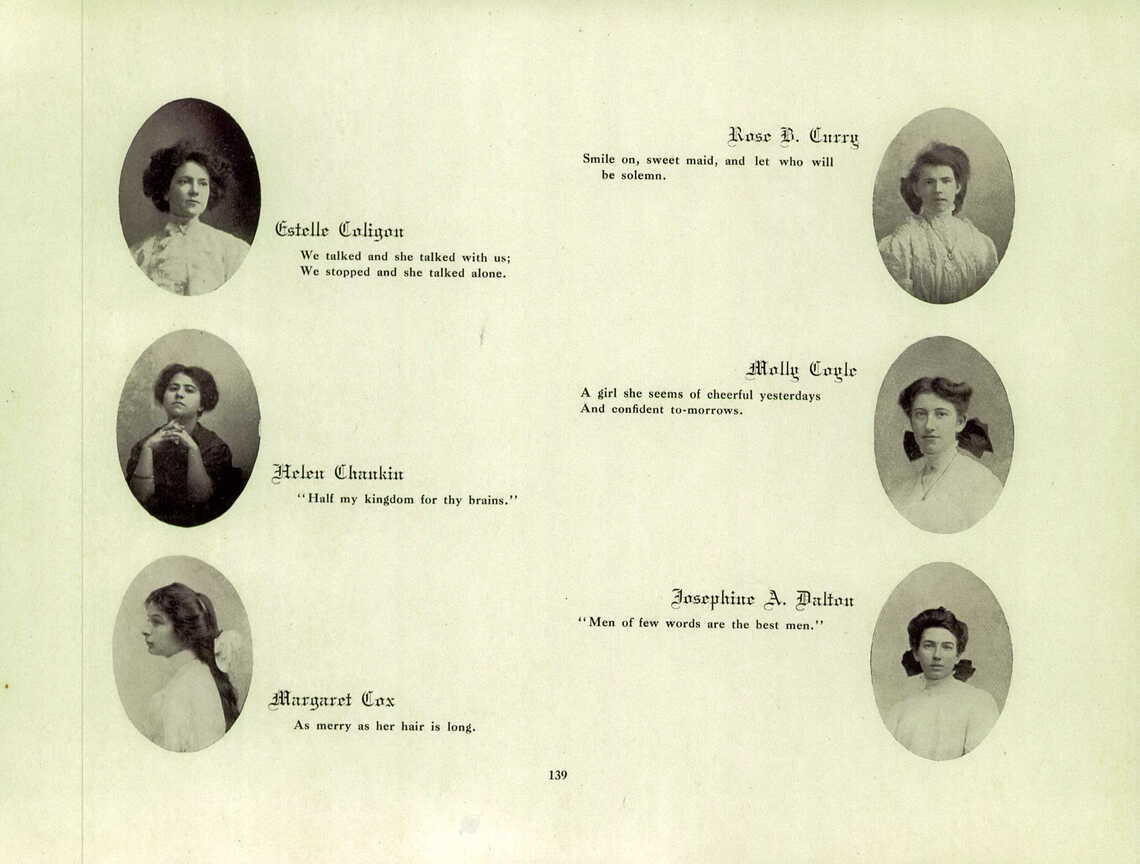 Estelle Coligon
We talked and she talked with us;
We stopped and she talked alone.
Helen Chankin
"Half my kingdom for thy brains."
Margaret Cox
As merry as her hair is long.
Rose B. Curry
Smile on, sweet maid, and let who will
be solemn.
Molly Coyle
A girl she seems of cheerful yesterdays
And confident to-morrows.
Josephine A. Dalton
"Men of few words are the best men."
139